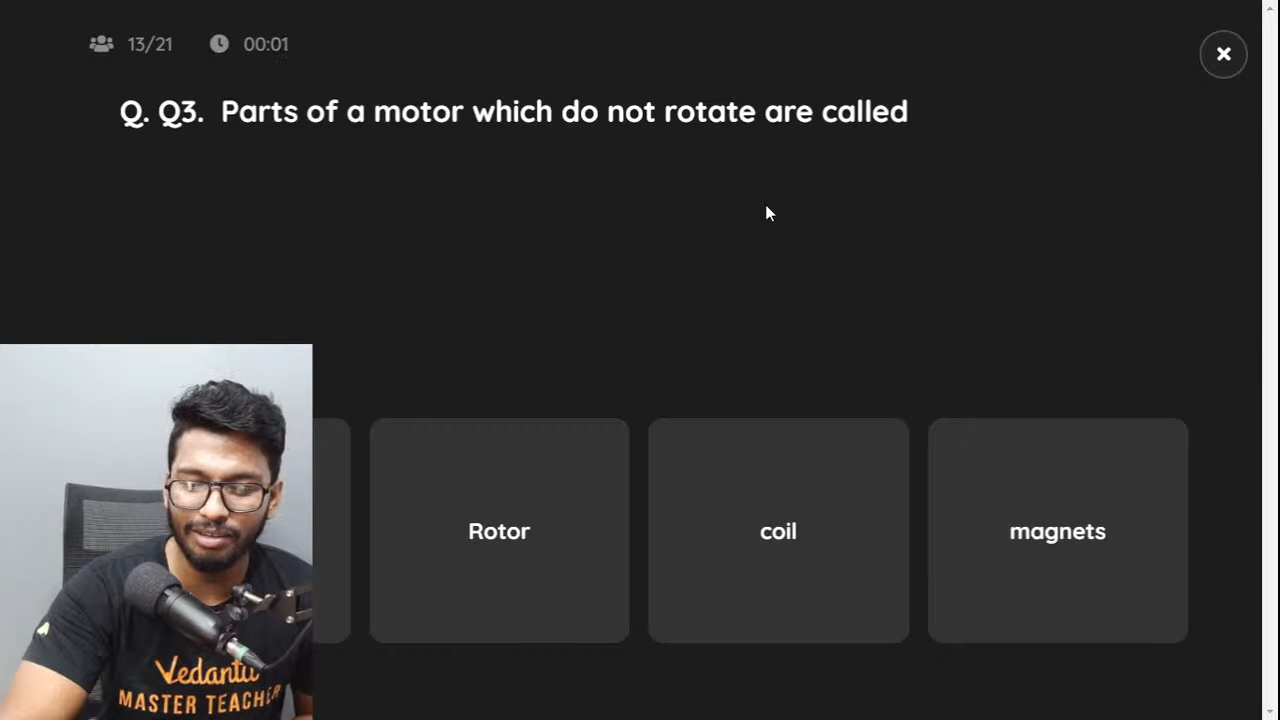 13/21 00:01
Q. Q3. Parts of a motor which do not rotate are called
Rotor
coil
magnets
Vedantu
MASTER TEACHER